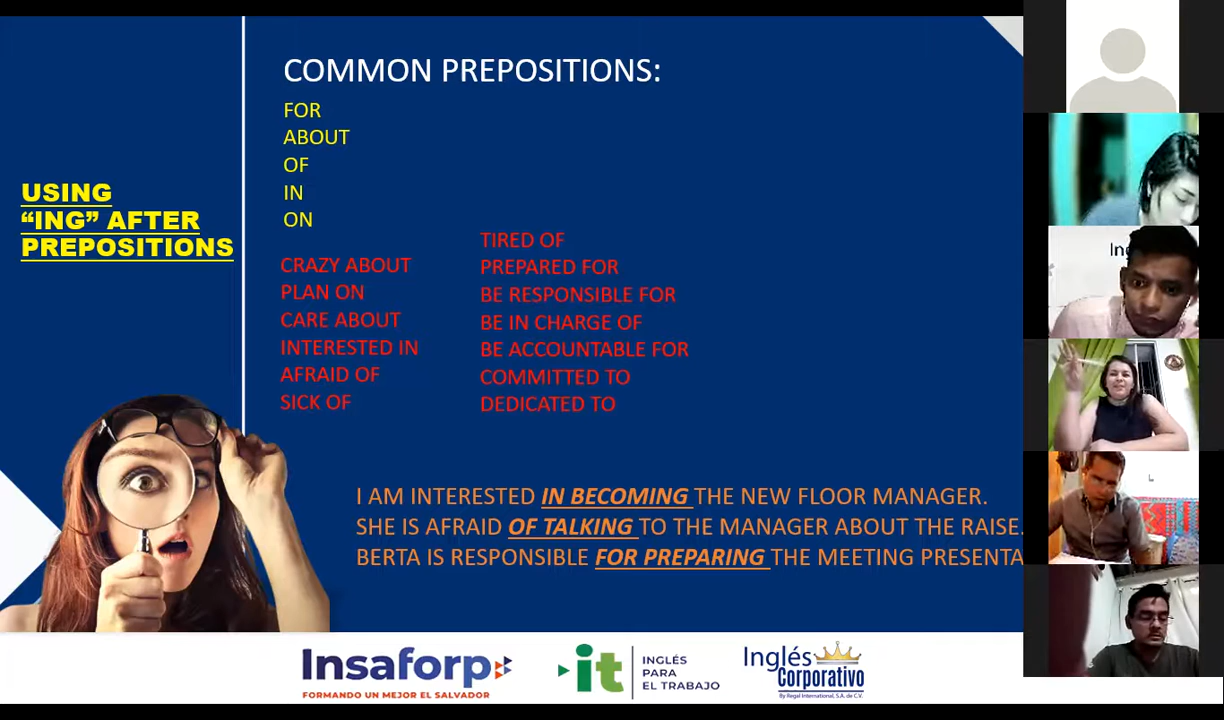 USING
“ING” AFTER
PREPOSITIONS
COMMON PREPOSITIONS:
FOR
ABOUT
OF
IN
ON
CRAZY ABOUT
PLAN ON
CARE ABOUT
INTERESTED IN
AFRAID OF
SICK OF
TIRED OF
PREPARED FOR
BE RESPONSIBLE FOR
BE IN CHARGE OF
BE ACCOUNTABLE FOR
COMMITTED TO
DEDICATED TO
I AM INTERESTED IN BECOMING THE NEW FLOOR MANAGER.
SHE IS AFRAID OF TALKING TO THE MANAGER ABOUT THE RAISE.
BERTA IS RESPONSIBLE FOR PREPARING THE MEETING PRESENTA
Insaforp
FORMANDO UN MEJOR EL SALVADOR
it
INGLÉS
PARA
EL TRABAJO
Inglés
Corporativo
By Regal International, S.A. de C.V.
Ing